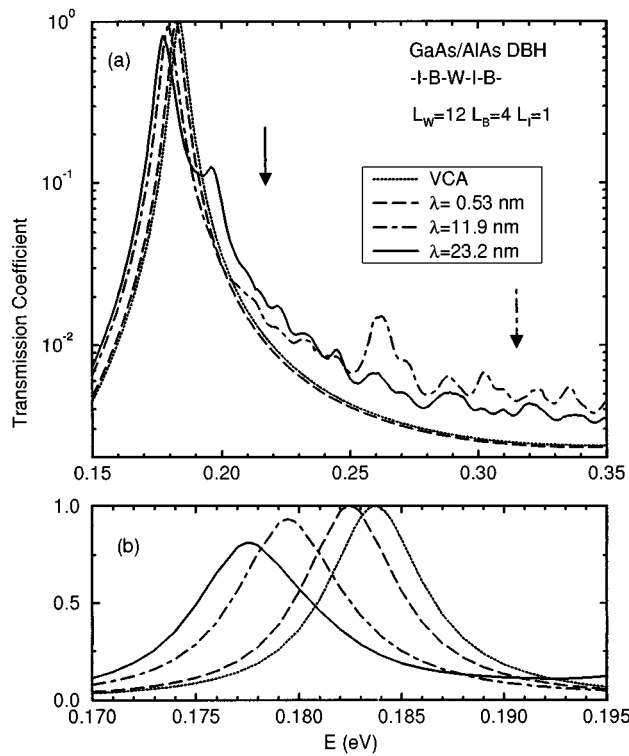 10⁰
(a)
GaAs/AlAs DBH
-I-B-W-I-B-
L_W=12 L_B=4 L_I=1
10⁻¹
VCA
λ= 0.53 nm
λ=11.9 nm
λ=23.2 nm
Transmission Coefficient
10⁻²
0.15 0.20 0.25 0.30 0.35
1.0
(b)
0.5
0.0
0.170 0.175 0.180 0.185 0.190 0.195
E (eV)